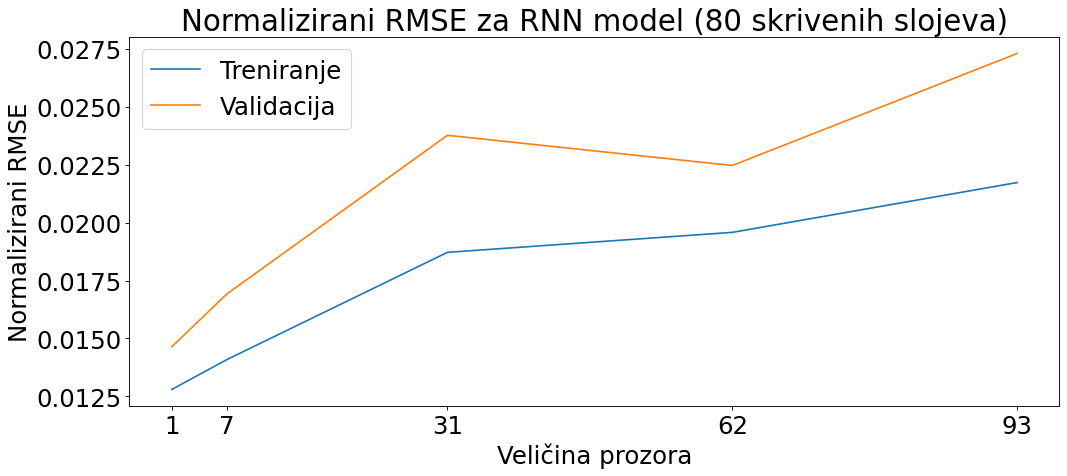 Normalizirani RMSE za RNN model (80 skrivenih slojeva)
Treniranje
Validacija
Normalizirani RMSE
0.0275
0.0250
0.0225
0.0200
0.0175
0.0150
0.0125
1 7 31 62 93
Veličina prozora